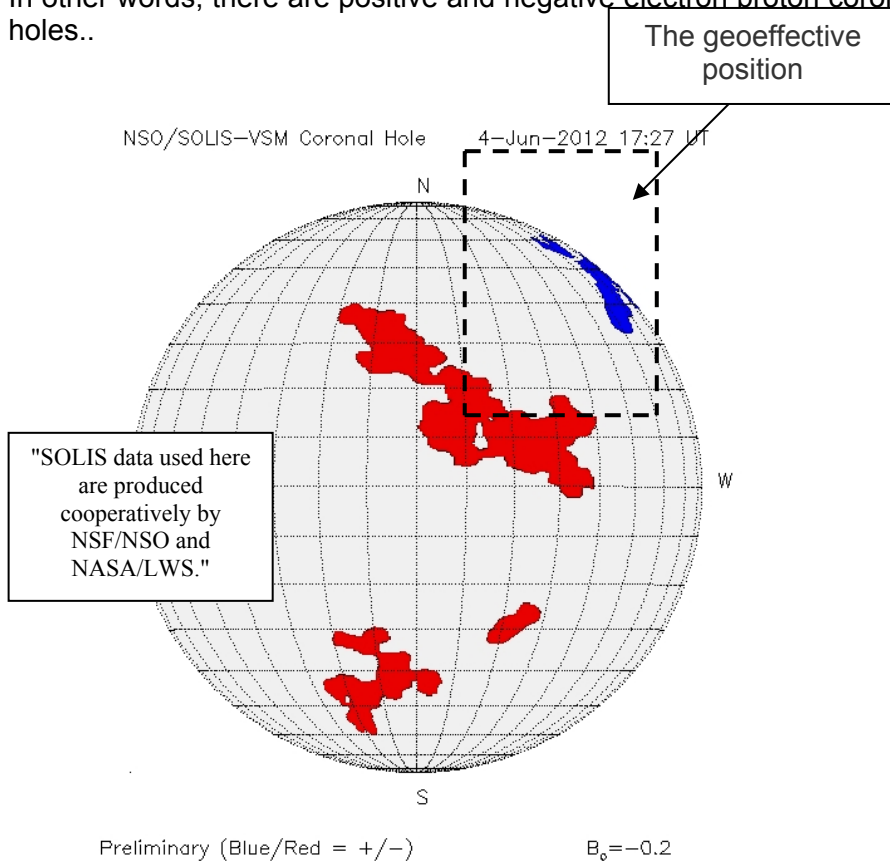 In other words, there are positive and negative electron proton
holes..
The geoeffective
position
NSO/SOLIS-VSM Coronal Hole 4-Jun-2012 17:27 UT
N
"SOLIS data used here
are produced
cooperatively by
NSF/NSO and
NASA/LWS."
W
S
Preliminary (Blue/Red = +/-) B₀=-0.2